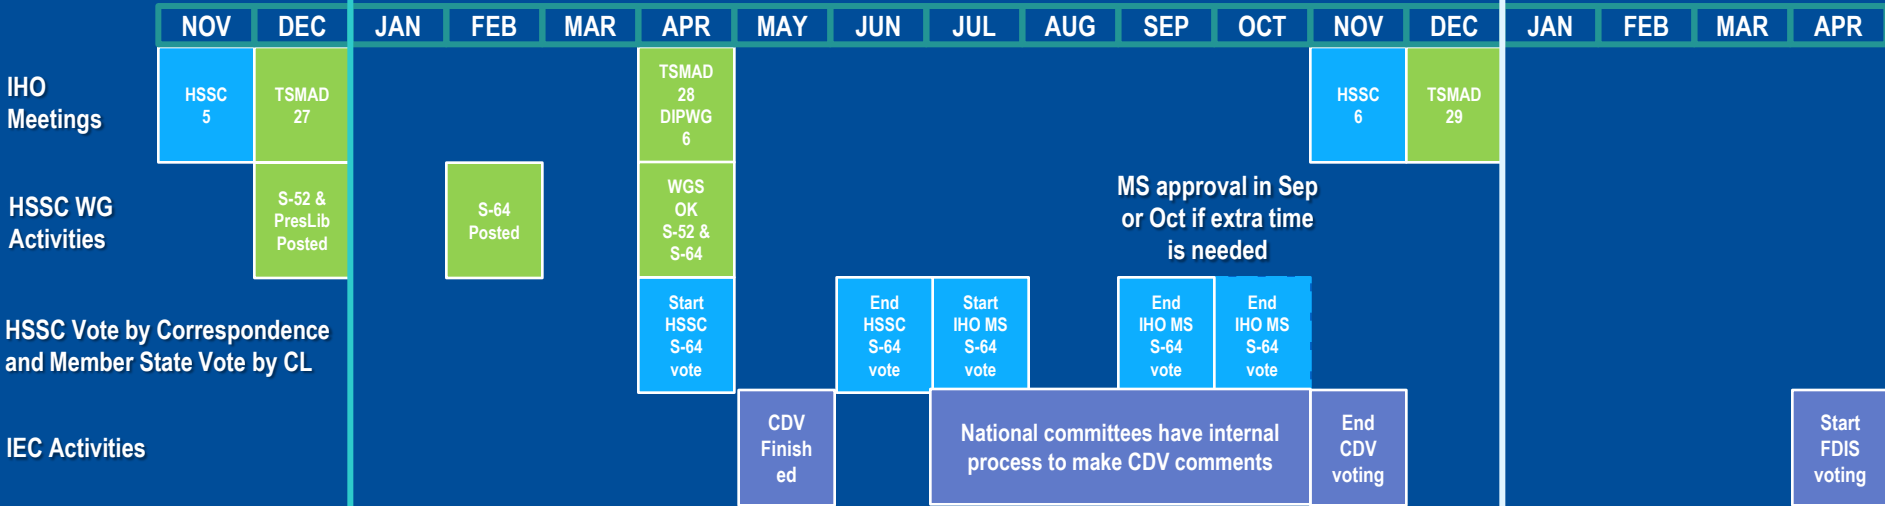 NOV DEC JAN FEB MAR APR MAY JUN JUL AUG SEP OCT NOV DEC JAN FEB MAR APR
IHO
Meetings
HSSC
5
TSMAD
27
TSMAD
28
DIPWG
6
HSSC
6
TSMAD
29
HSSC WG
Activities
S-52 &
PresLib
Posted
S-64
Posted
WGS
OK
S-52 &
S-64
MS approval in Sep
or Oct if extra time
is needed
HSSC Vote by Correspondence
and Member State Vote by CL
Start
HSSC
S-64
vote
End
HSSC
S-64
vote
Start
IHO MS
S-64
vote
End
IHO MS
S-64
vote
End
IHO MS
S-64
vote
IEC Activities
CDV
Finish
ed
National committees have internal
process to make CDV comments
End
CDV
voting
Start
FDIS
voting